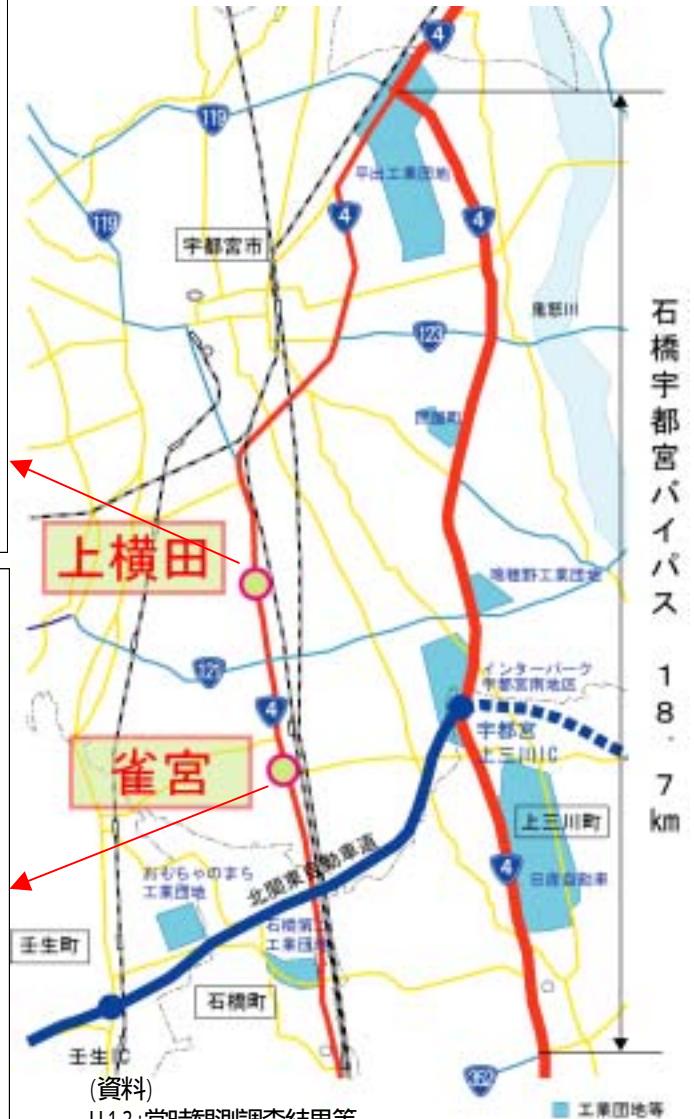 4
119
平出工業団地
4
4
119
宇都宮市
鬼怒川
123
石橋宇都宮バイパス 18.7km
上横田
瑞穂野工業団地
121
インターパーク
宇都宮南地区
4
宇都宮
上三川IC
雀宮
上三川町
北関東自動車道
4
日産自動車
おもちゃのまち
工業団地
石橋第二
工業団地
壬生町
石橋町
壬生IC
(資料)
352
工業団地等